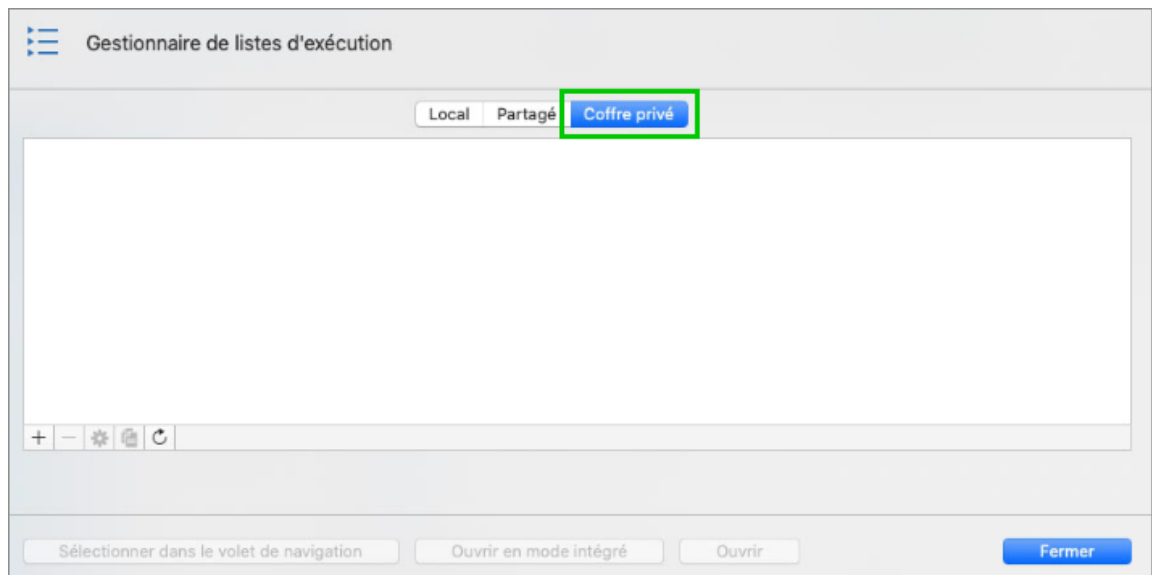 Gestionnaire de listes d'exécution
Local Partagé Coffre privé
Sélectionner dans le volet de navigation Ouvrir en mode intégré Ouvrir Fermer